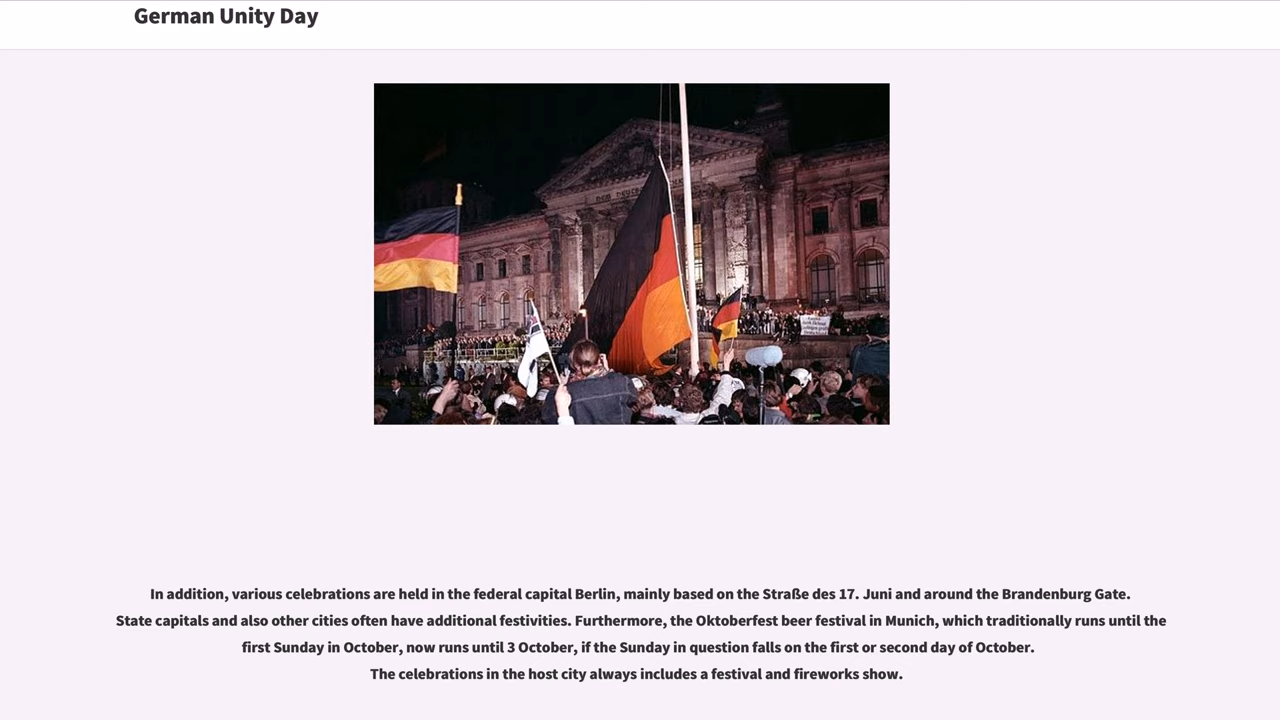 German Unity Day
In addition, various celebrations are held in the federal capital Berlin, mainly based on the Straße des 17. Juni and around the Brandenburg Gate.
State capitals and also other cities often have additional festivities. Furthermore, the Oktoberfest beer festival in Munich, which traditionally runs until the
first Sunday in October, now runs until 3 October, if the Sunday in question falls on the first or second day of October.
The celebrations in the host city always includes a festival and fireworks show.